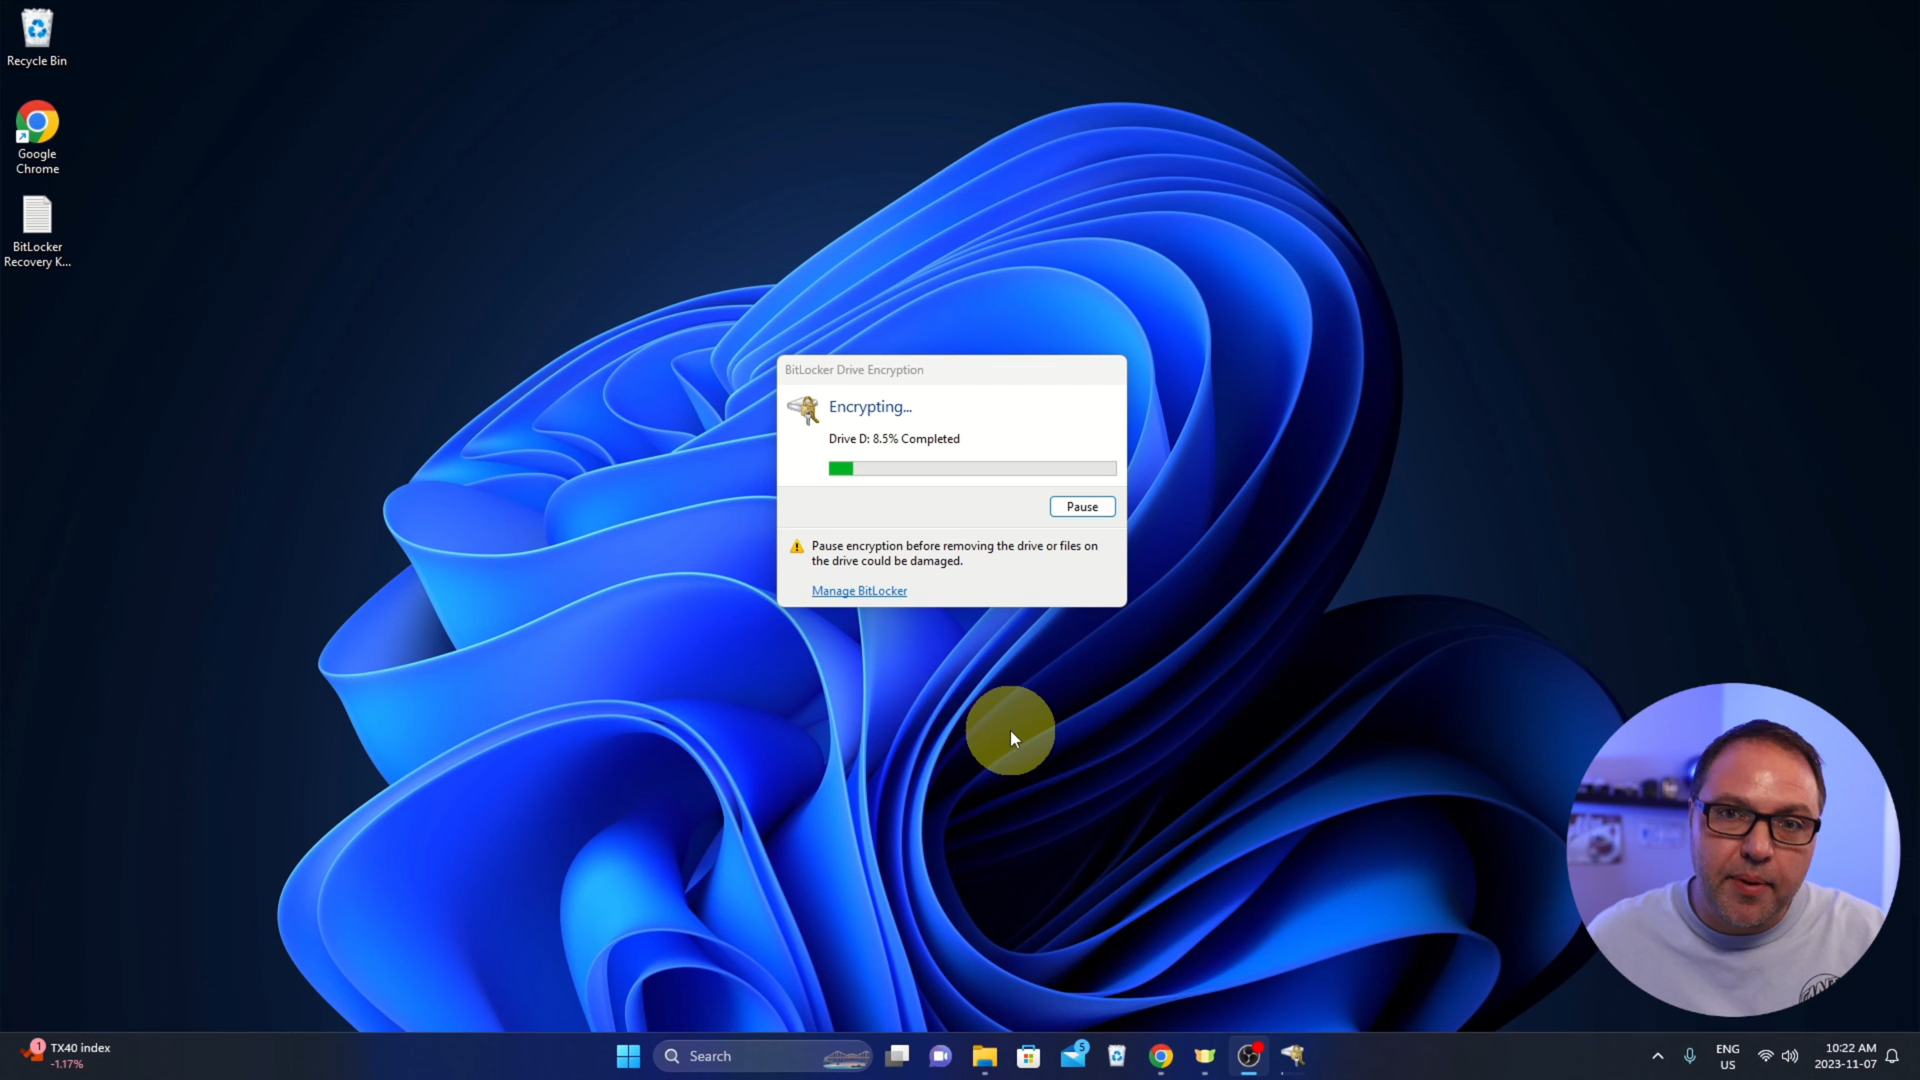 Recycle Bin
Google
Chrome
BitLocker
Recovery K...
BitLocker Drive Encryption
Encrypting...
Drive D: 8.5% Completed
Pause
Pause encryption before removing the drive or files on
the drive could be damaged.
Manage BitLocker
1
TX40 index
-1.17%
Search
5
ENG
US
10:22 AM
2023-11-07